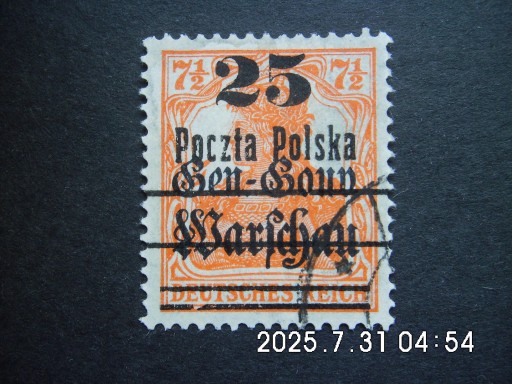 7½ 25 7½
Poczta Polska
Gen-Gouv.
Warschau
DEUTSCHES REICH
2025.7.31 04:54